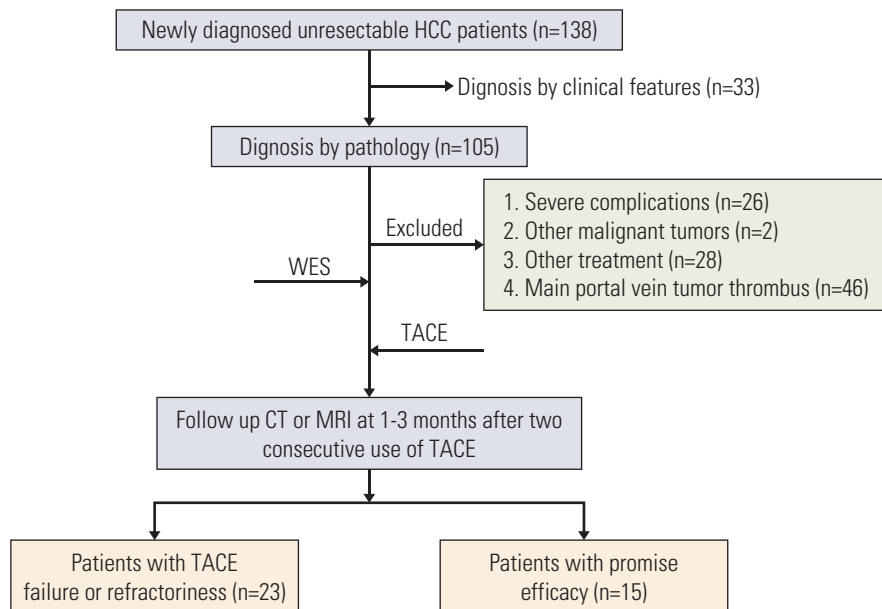 Newly diagnosed unresectable HCC patients (n=138)
Dignosis by clinical features (n=33)
Dignosis by pathology (n=105)
1. Severe complications (n=26)
2. Other malignant tumors (n=2)
3. Other treatment (n=28)
4. Main portal vein tumor thrombus (n=46)
Excluded
WES
TACE
Follow up CT or MRI at 1-3 months after two
consecutive use of TACE
Patients with TACE
failure or refractoriness (n=23)
Patients with promise
efficacy (n=15)